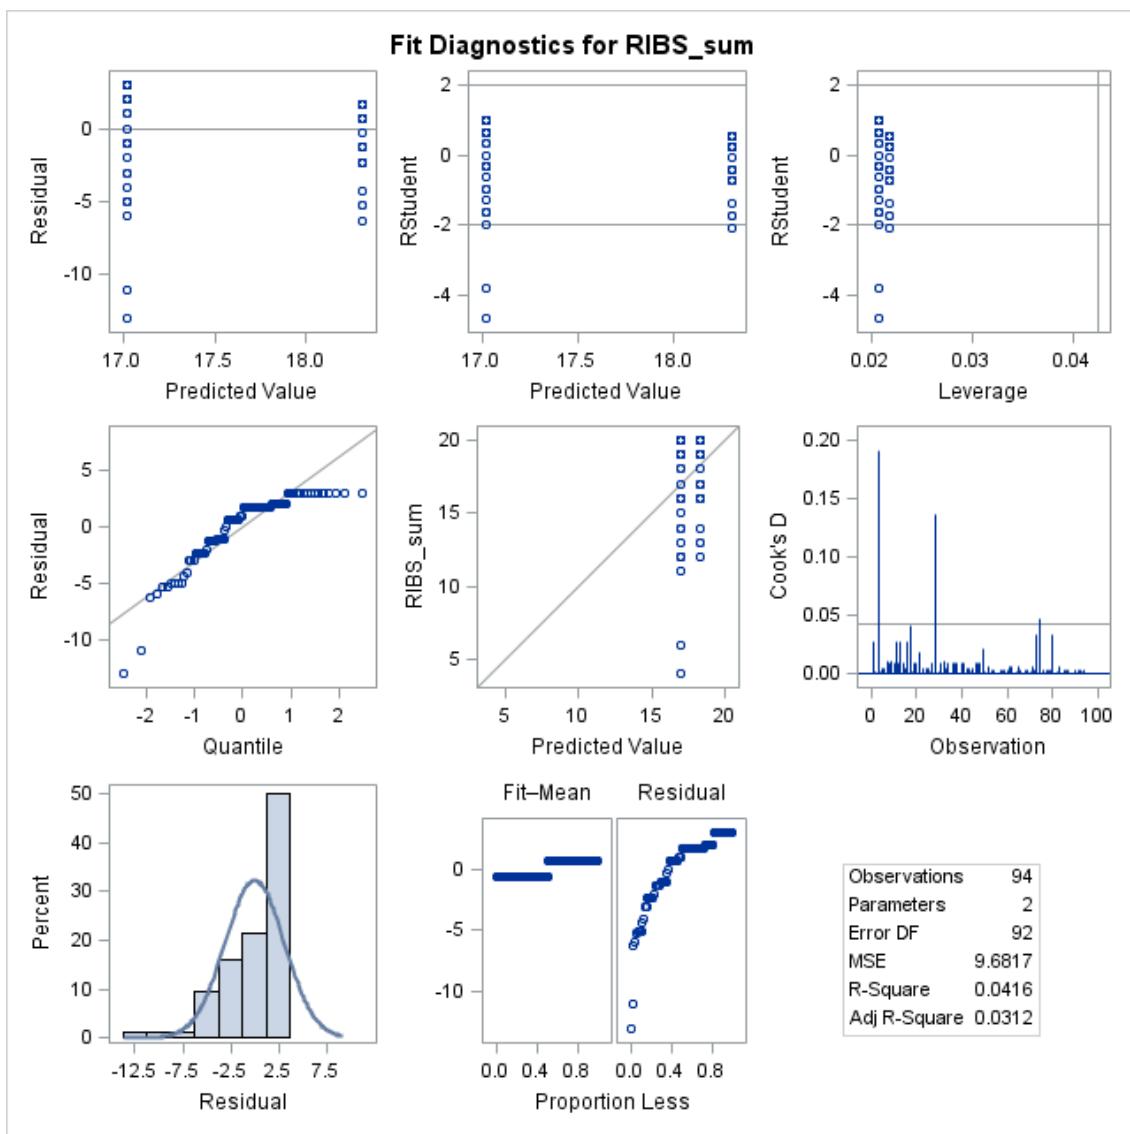 Fit Diagnostics for RIBS_sum
0
-5
-10
Residual
17.0 17.5 18.0
Predicted Value
2
0
-2
-4
RStudent
17.0 17.5 18.0
Predicted Value
2
0
-2
-4
RStudent
0.02 0.03 0.04
Leverage
5
0
-5
-10
Residual
-2 -1 0 1 2
Quantile
20
15
10
5
RIBS_sum
5 10 15 20
Predicted Value
0.20
0.15
0.10
0.05
0.00
Cook's D
0 20 40 60 80 100
Observation
50
40
30
20
10
0
Percent
-12.5 -7.5 -2.5 2.5 7.5
Residual
Fit–Mean Residual
0
-5
-10
0.0 0.4 0.8 0.0 0.4 0.8
Proportion Less
Observations 94
Parameters 2
Error DF 92
MSE 9.6817
R-Square 0.0416
Adj R-Square 0.0312